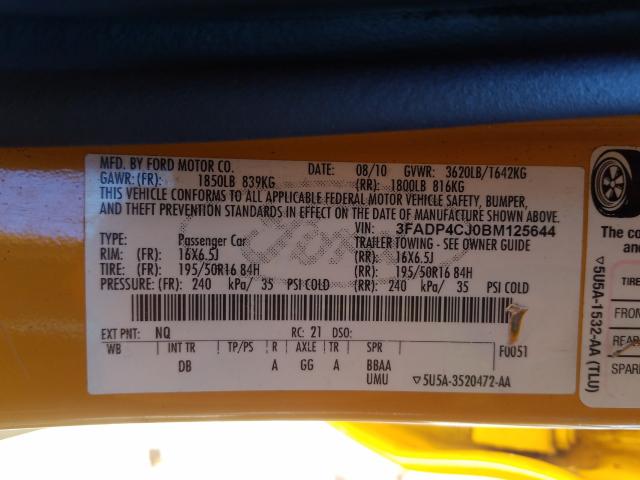 MFD. BY FORD MOTOR CO.
DATE: 08/10 GVWR: 3620LB/1642KG
GAWR: (FR): 1850LB 839KG (RR): 1800LB 816KG
THIS VEHICLE CONFORMS TO ALL APPLICABLE FEDERAL MOTOR VEHICLE SAFETY, BUMPER,
AND THEFT PREVENTION STANDARDS IN EFFECT ON THE DATE OF MANUFACTURE SHOWN ABOVE.
VIN: 3FADP4CJ0BM125644
TYPE: Passenger Car TRAILER TOWING - SEE OWNER GUIDE
RIM: (FR): 16X6.5J (RR): 16X6.5J
TIRE: (FR): 195/50R16 84H (RR): 195/50R16 84H
PRESSURE: (FR): 240 kPa/ 35 PSI COLD (RR): 240 kPa/ 35 PSI COLD
EXT PNT: NQ RC: 21 DSO: F0051
WB INT TR TP/PS R AXLE TR SPR
DB A GG A BBAA
UMU ▽5U5A-3520472-AA
Ford
▽5U5A-1532-AA (TLU)
The co
and
TIRE
FRON
REAR
SPARE